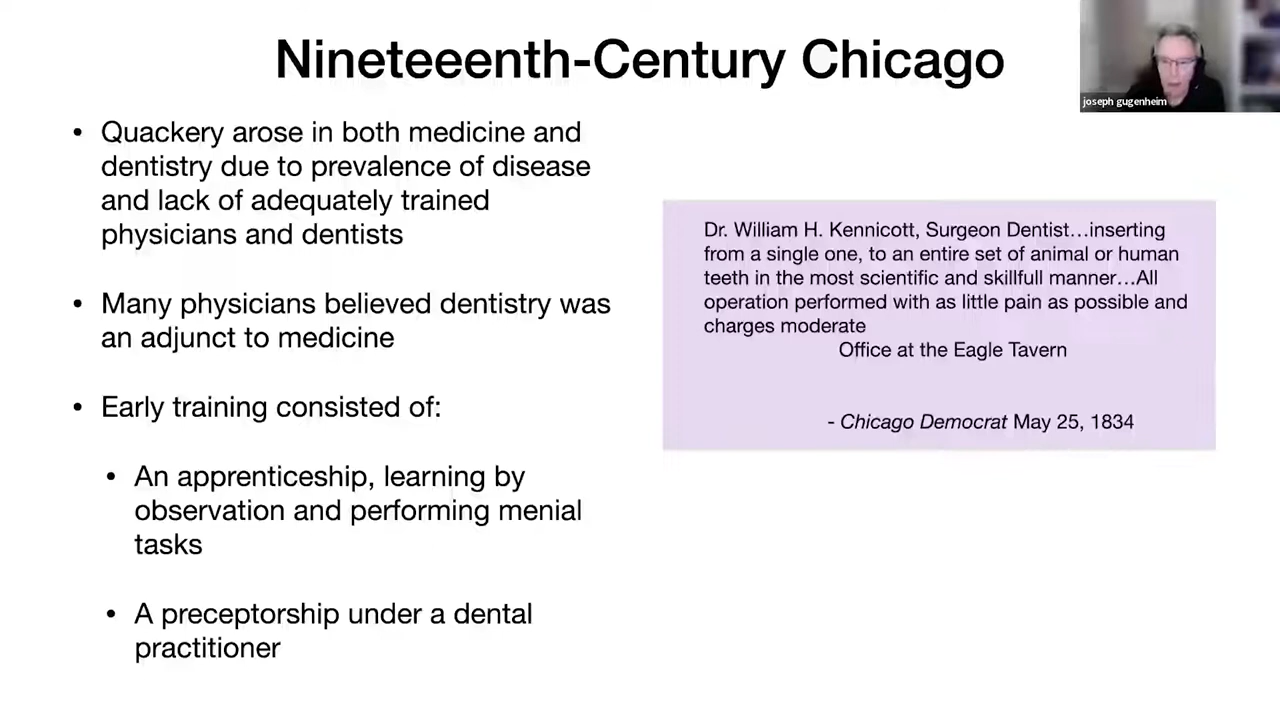 Nineteeenth-Century Chicago
joseph gugenheim
• Quackery arose in both medicine and
dentistry due to prevalence of disease
and lack of adequately trained
physicians and dentists
• Many physicians believed dentistry was
an adjunct to medicine
• Early training consisted of:
• An apprenticeship, learning by
observation and performing menial
tasks
• A preceptorship under a dental
practitioner
Dr. William H. Kennicott, Surgeon Dentist…inserting
from a single one, to an entire set of animal or human
teeth in the most scientific and skillfull manner…All
operation performed with as little pain as possible and
charges moderate
Office at the Eagle Tavern
- Chicago Democrat May 25, 1834